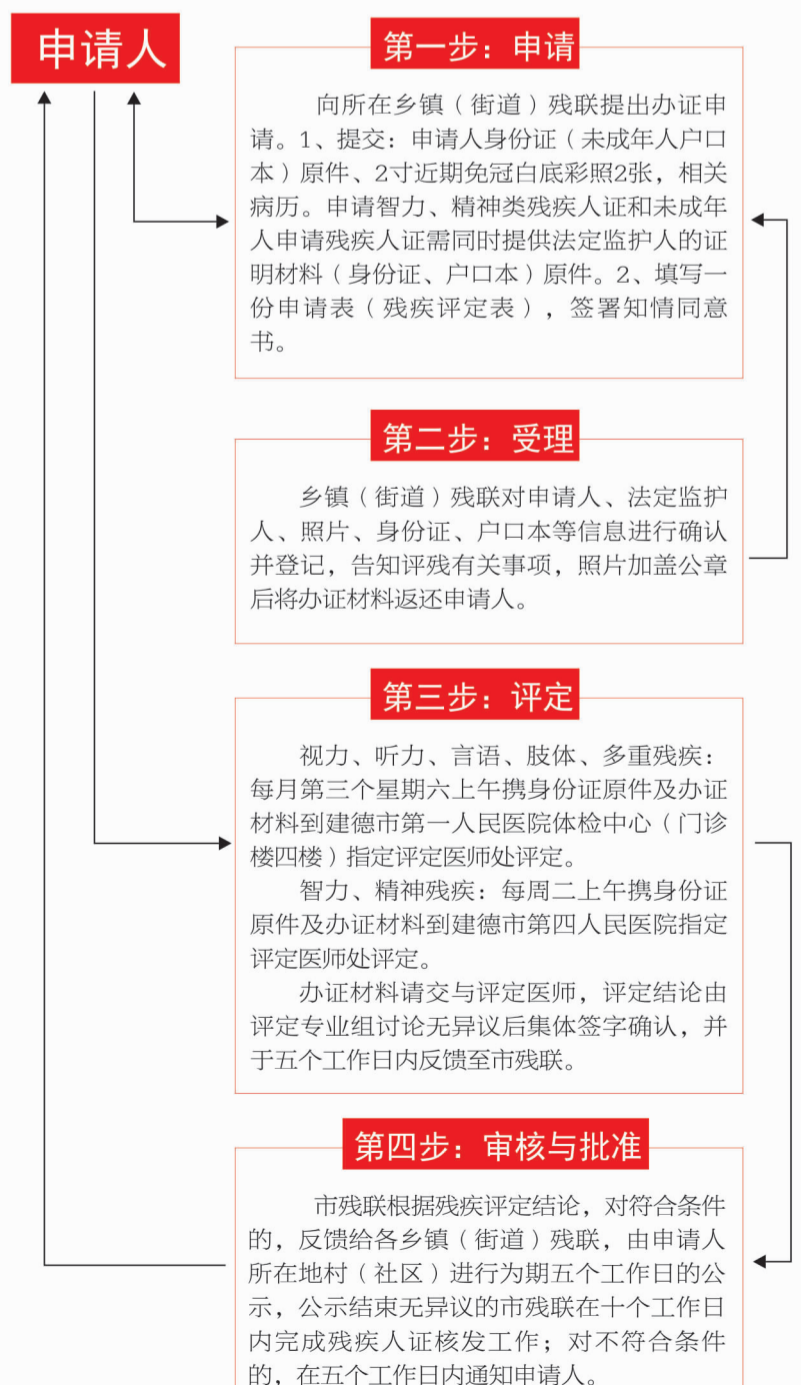 申请人
第一步：申请
向所在乡镇（街道）残联提出办证申
请。1、提交：申请人身份证（未成年人户口
本）原件、2寸近期免冠白底彩照2张，相关
病历。申请智力、精神类残疾人证和未成年
人申请残疾人证需同时提供法定监护人的证
明材料（身份证、户口本）原件。2、填写一
份申请表（残疾评定表），签署知情同意
书。
第二步：受理
乡镇（街道）残联对申请人、法定监护
人、照片、身份证、户口本等信息进行确认
并登记，告知评残有关事项，照片加盖公章
后将办证材料返还申请人。
第三步：评定
视力、听力、言语、肢体、多重残疾：
每月第三个星期六上午携身份证原件及办证
材料到建德市第一人民医院体检中心（门诊
楼四楼）指定评定医师处评定。
智力、精神残疾：每周二上午携身份证
原件及办证材料到建德市第四人民医院指定
评定医师处评定。
办证材料请交与评定医师，评定结论由
评定专业组讨论无异议后集体签字确认，并
于五个工作日内反馈至市残联。
第四步：审核与批准
市残联根据残疾评定结论，对符合条件
的，反馈给各乡镇（街道）残联，由申请人
所在地村（社区）进行为期五个工作日的公
示，公示结束无异议的市残联在十个工作日
内完成残疾人证核发工作；对不符合条件
的，在五个工作日内通知申请人。